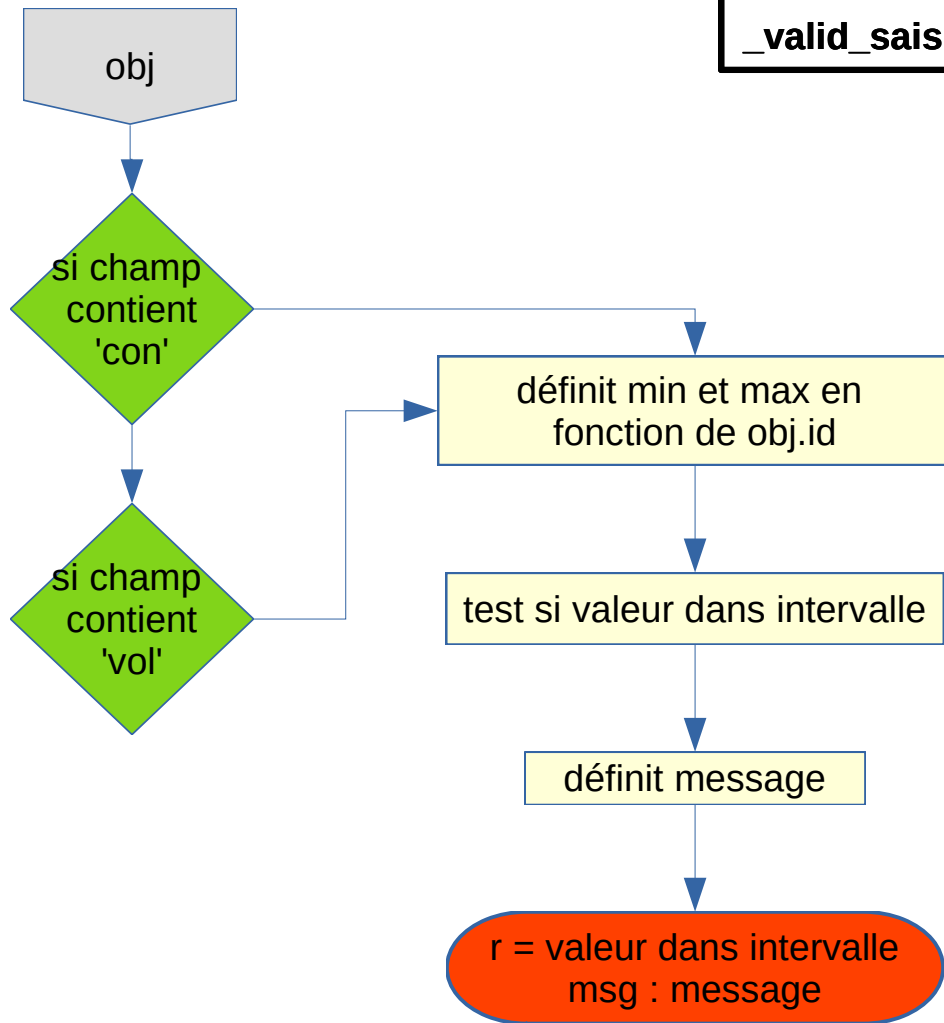 _valid_sais
obj
si champ
contient
'con'
définit min et max en
fonction de obj.id
si champ
contient
'vol'
test si valeur dans intervalle
définit message
r = valeur dans intervalle
msg : message